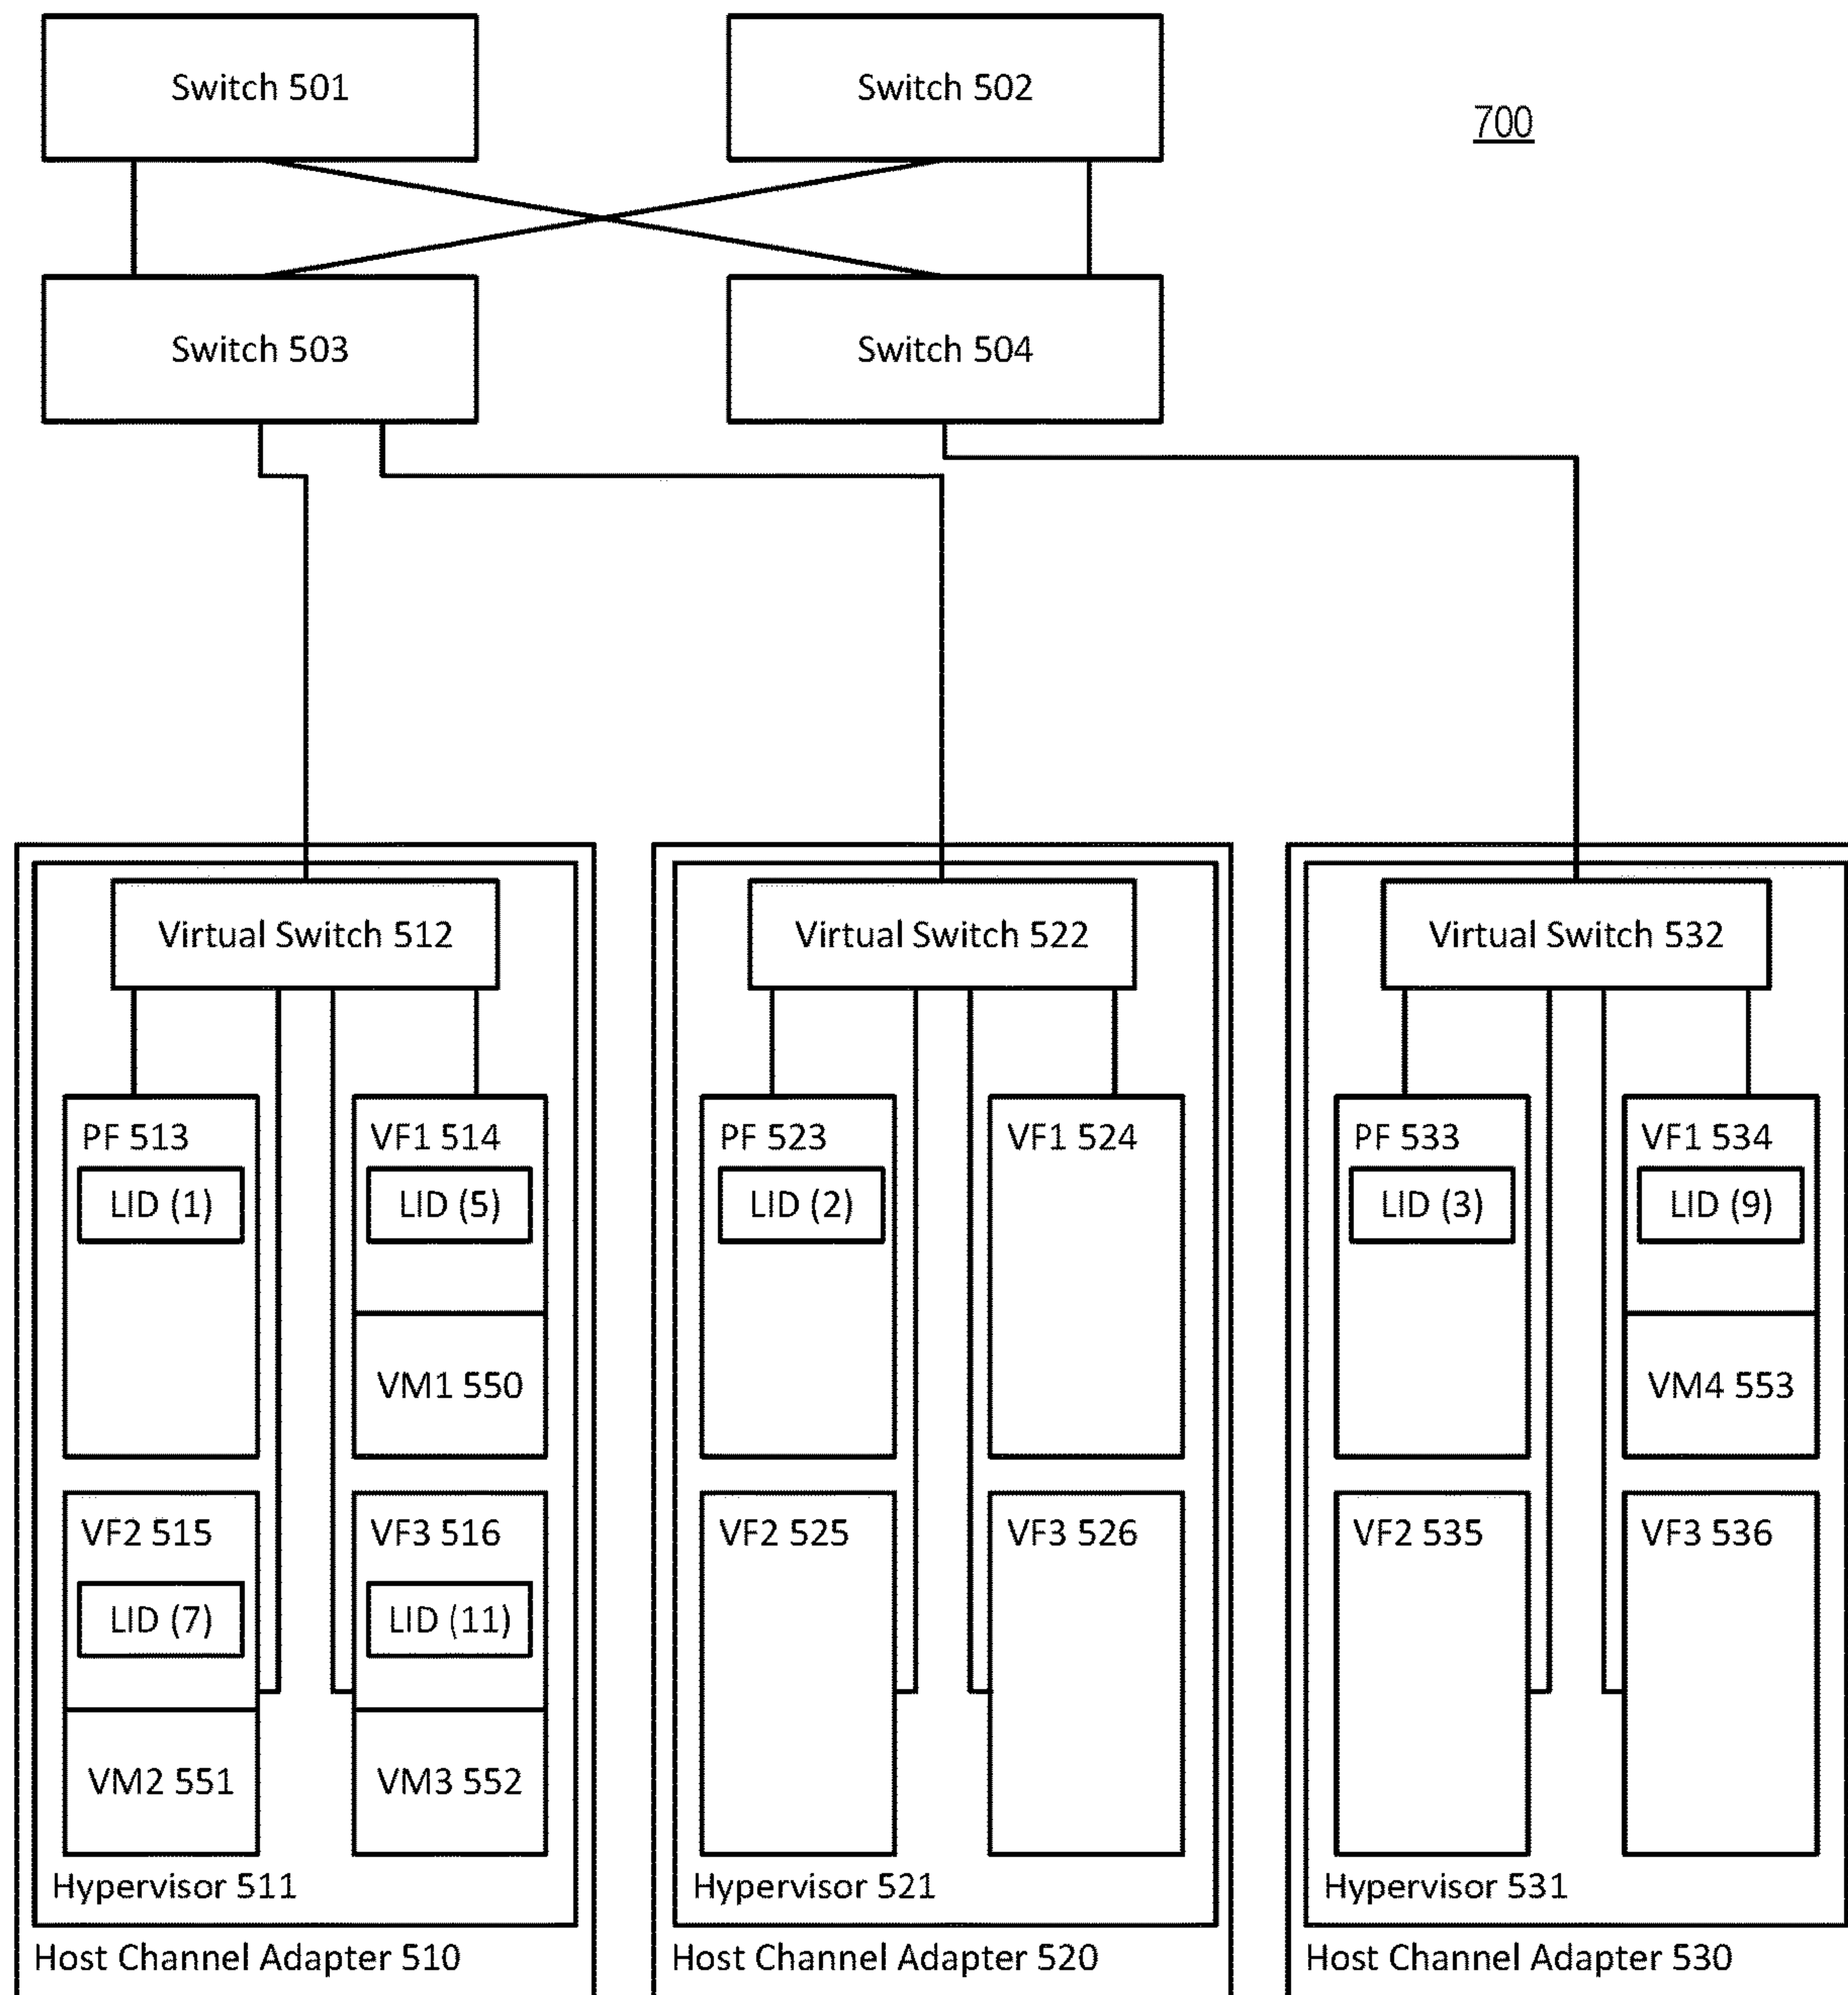 Switch 501
Switch 502
700
Switch 503
Switch 504
Virtual Switch 512
Virtual Switch 522
Virtual Switch 532
PF 513
LID (1)
VF1 514
LID (5)
VM1 550
PF 523
LID (2)
VF1 524
PF 533
LID (3)
VF1 534
LID (9)
VM4 553
VF2 515
LID (7)
VM2 551
VF3 516
LID (11)
VM3 552
VF2 525
VF3 526
VF2 535
VF3 536
Hypervisor 511
Hypervisor 521
Hypervisor 531
Host Channel Adapter 510
Host Channel Adapter 520
Host Channel Adapter 530